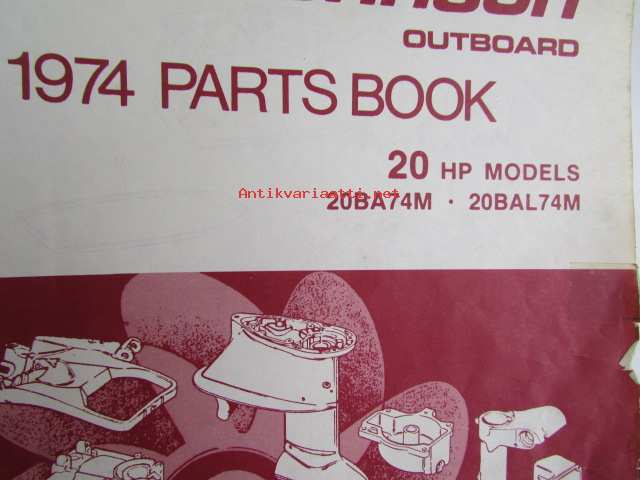 OUTBOARD
1974 PARTS BOOK
20 HP MODELS
Antikvariaatti.net
20BA74M · 20BAL74M